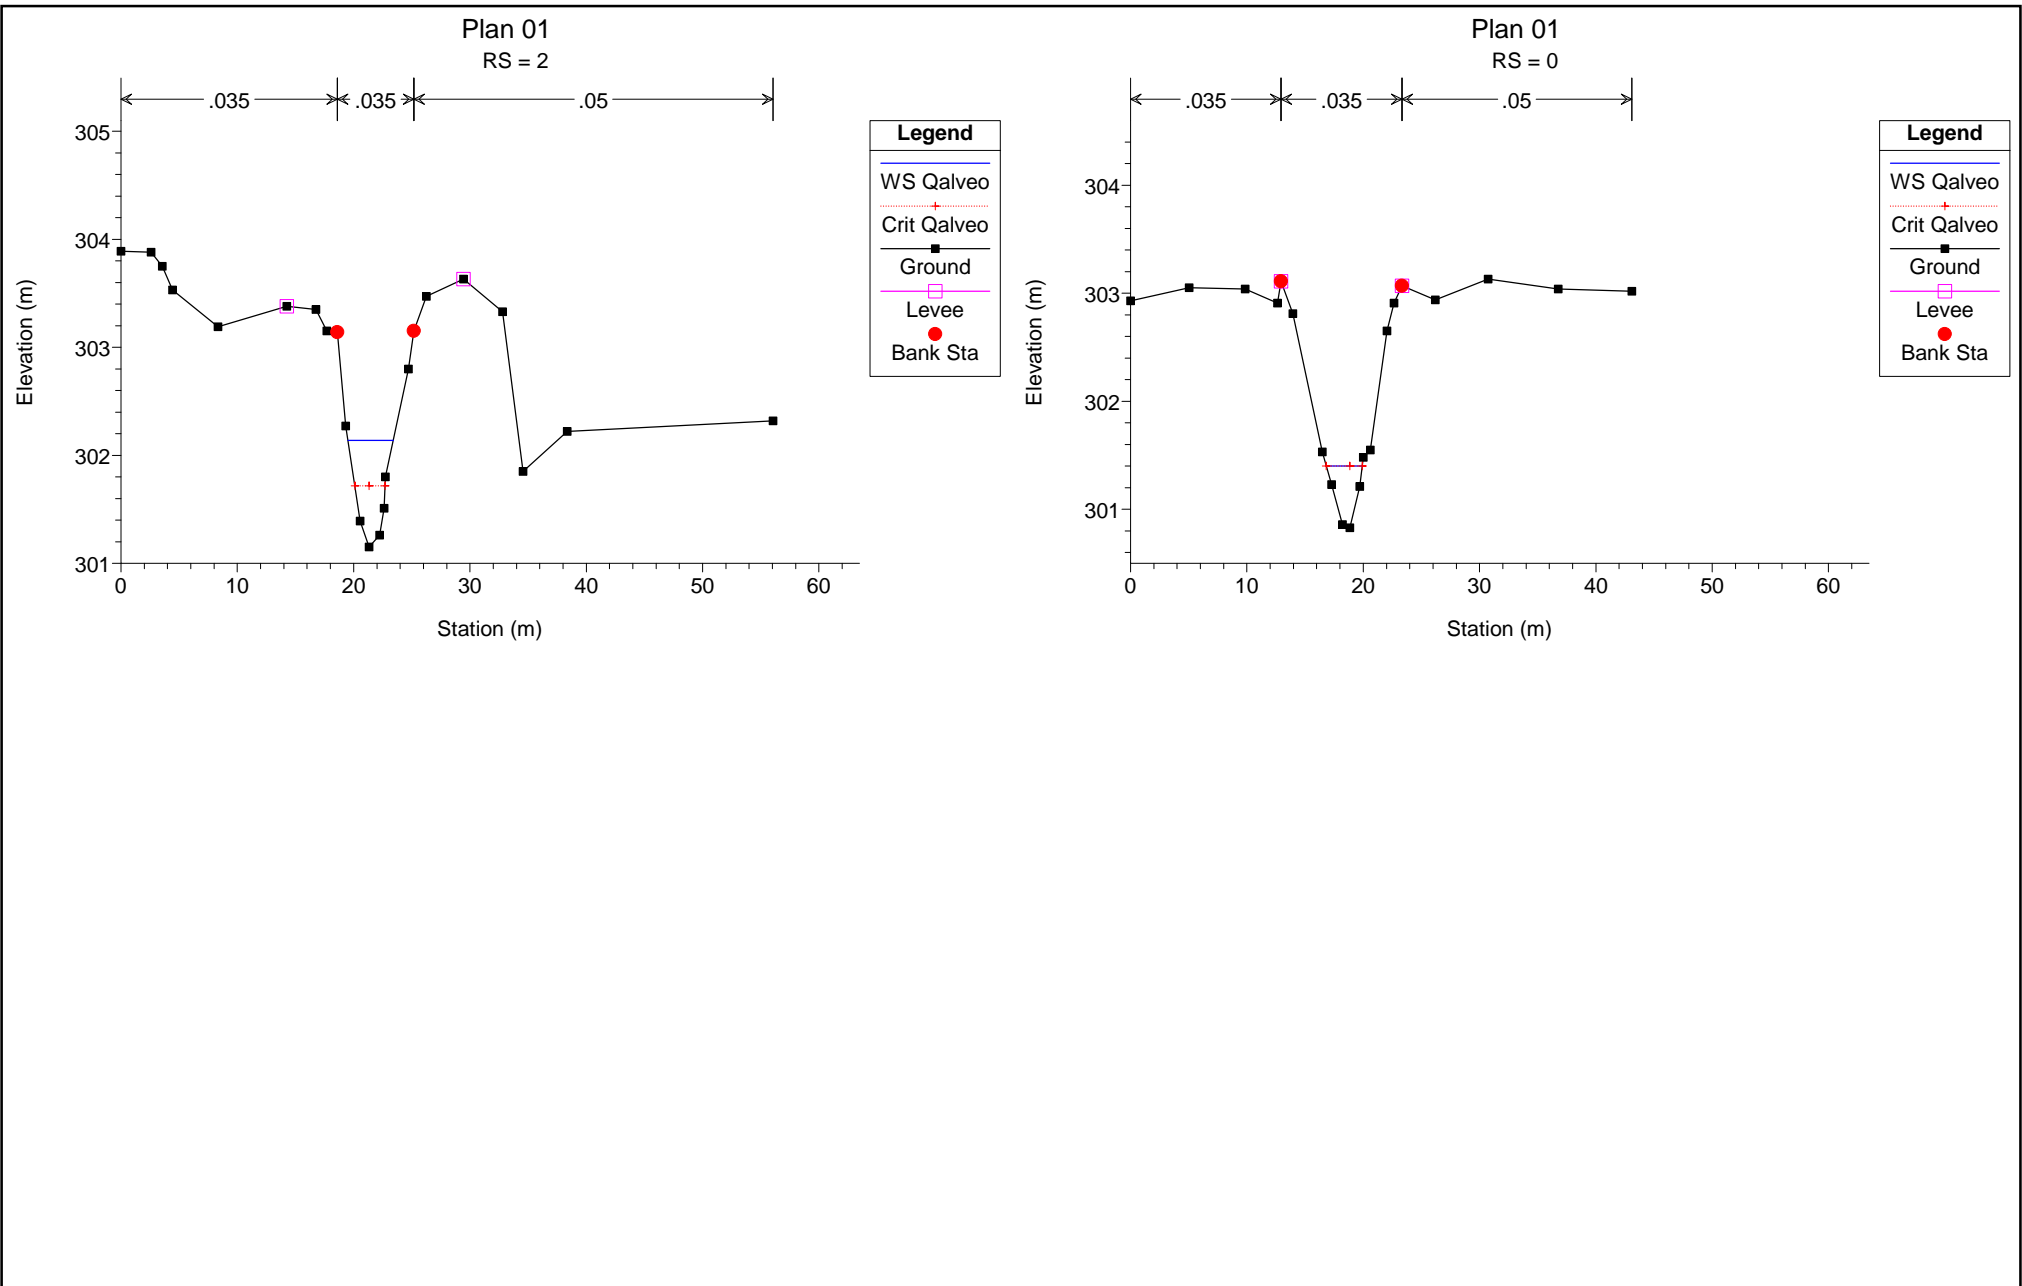 Plan 01
RS = 2
.035 .035 .05
Legend
WS Qalveo
Crit Qalveo
Ground
Levee
Bank Sta
305
304
303
302
301
0 10 20 30 40 50 60
Elevation (m)
Station (m)
Plan 01
RS = 0
.035 .035 .05
Legend
WS Qalveo
Crit Qalveo
Ground
Levee
Bank Sta
304
303
302
301
0 10 20 30 40 50 60
Elevation (m)
Station (m)